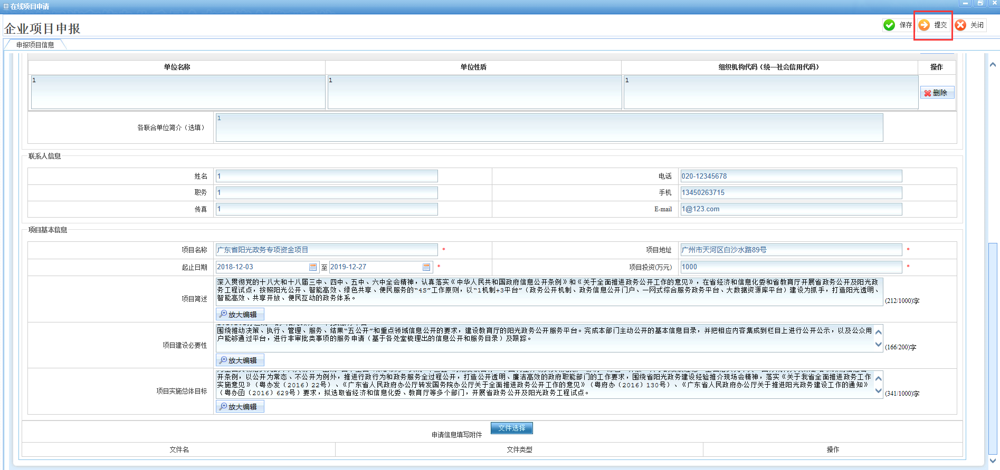 在线项目申请
企业项目申报
保存 提交 关闭
申报项目信息
单位名称 单位性质 组织机构代码（统一社会信用代码） 操作
1 1 1 删除
各联合单位简介（选填） 1
联系人信息
姓名 1 电话 020-12345678
职务 1 手机 13450263715
传真 1 E-mail 1@123.com
项目基本信息
项目名称 广东省阳光政务专项资金项目 * 项目地址 广州市天河区白沙水路89号 *
起止日期 2018-12-03 至 2019-12-27 * 项目投资(万元) 1000 *
项目简述
深入贯彻党的十八大和十八届三中、四中、五中、六中全会精神，认真落实《中华人民共和国政府信息公开条例》和《关于全面推进政务公开工作的意见》，在省经济和信息化委和省教育厅开展省政务公开及阳光政
务工程试点，按照阳光公开、智能高效、绿色共享、便民服务的“4S”工作原则，以“1机制+3平台”（政务公开机制、政务信息公开门户、一网式综合服务政务平台、大数据资源库平台）建设为抓手，打造阳光透明、
智能高效、共享开放、便民互动的政务体系。
(212/1000)字
放大编辑
项目建设必要性
围绕推动决策、执行、管理、服务、结果“五公开”和重点领域信息公开的要求，建设教育厅的阳光政务公开服务平台。完成本部门主动公开的基本信息目录，并把相应内容集成到栏目上进行公开公示，以及公众用
户能够通过平台，进行非审批类事项的服务申请（基于各处室梳理出的信息公开和服务目录）及跟踪。
(166/200)字
放大编辑
项目实施总体目标
开条例，以公开为常态、不公开为例外，推进行政行为和政务服务全过程公开，打造公开透明、廉洁高效的政府职能部门的工作要求，围绕省阳光政务建设经验推介现场会精神，落实《关于我省全面推进政务工作
实施意见》（粤办发（2016）22号）、《广东省人民政府办公厅转发国务院办公厅关于全面推进政务公开工作的意见》（粤府办（2016）130号）、《广东省人民政府办公厅关于推进阳光政务建设工作的通知》
（粤办函（2016）629号）要求，拟选取省经济和信息化委、教育厅等多个部门，开展省政务公开及阳光政务工程试点。
(341/1000)字
放大编辑
申请信息填写附件 文件选择
文件名 文件类型 操作